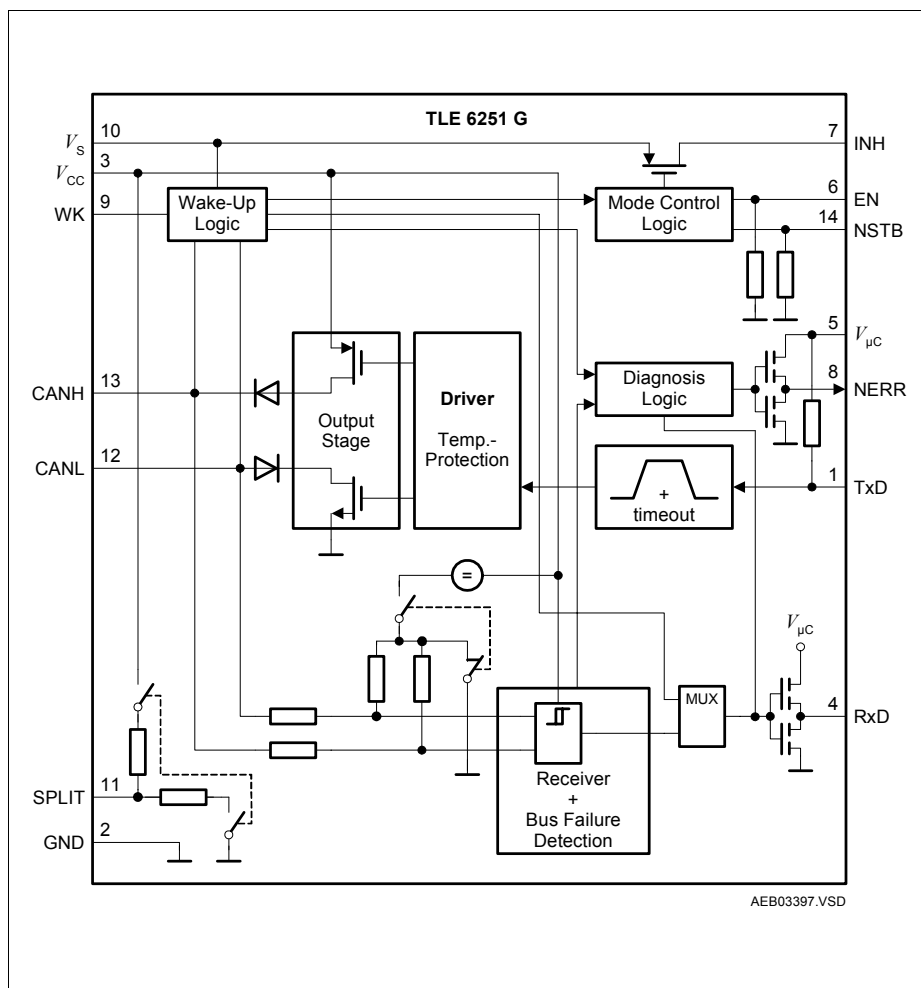 TLE 6251 G
V_S 10
7 INH
V_CC 3
WK 9
6 EN
14 NSTB
Wake-Up
Logic
Mode Control
Logic
5 V_µC
CANH 13
8 NERR
Output
Stage
Driver
Temp.-
Protection
Diagnosis
Logic
CANL 12
1 TxD
+
timeout
=
V_µC
MUX
4 RxD
Receiver
+
Bus Failure
Detection
SPLIT 11
GND 2
AEB03397.VSD